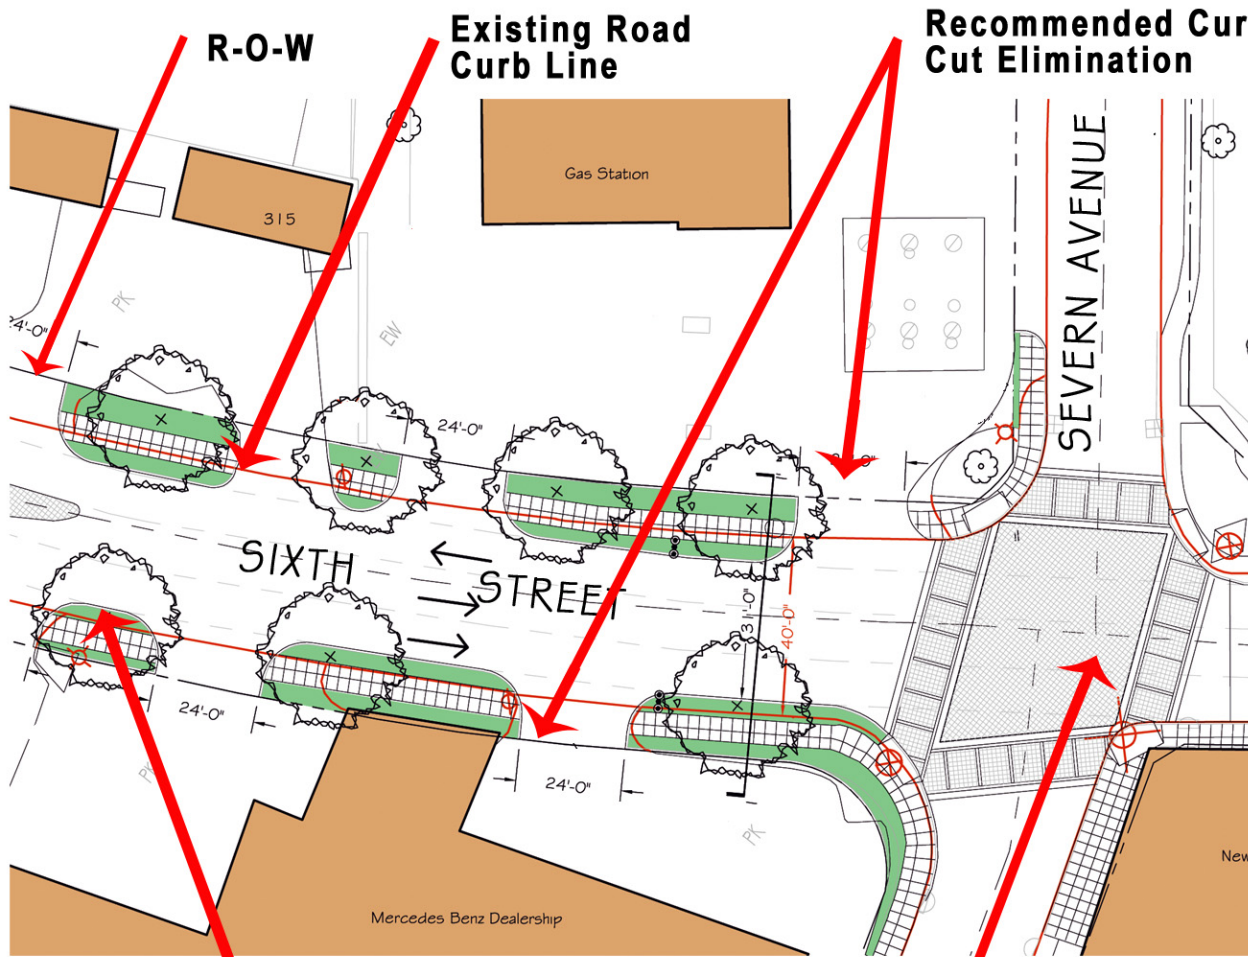 R-O-W
Existing Road
Curb Line
Recommended Cur
Cut Elimination
SEVERN AVENUE
Gas Station
315
PK
24'-0"
EW
24'-0"
SIXTH
STREET
31'-0"
40'-0"
24'-0"
24'-0"
PK
PK
Mercedes Benz Dealership
New